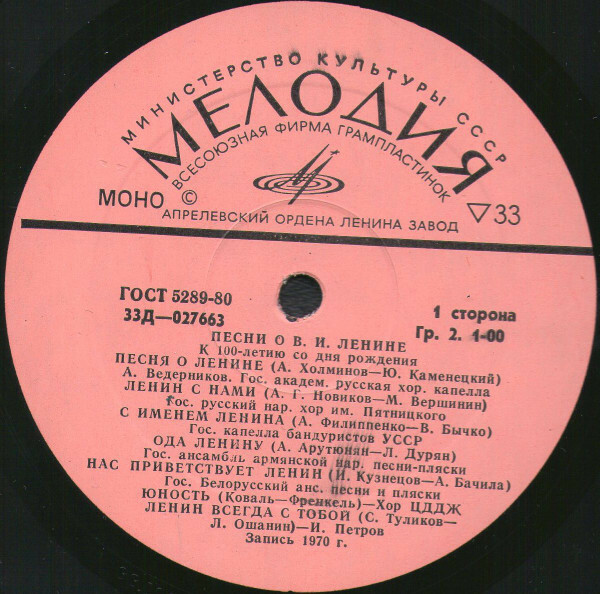 МИНИСТЕРСТВО КУЛЬТУРЫ СССР
МЕЛОДИЯ
ВСЕСОЮЗНАЯ ФИРМА ГРАМПЛАСТИНОК
МОНО ©
▽33
АПРЕЛЕВСКИЙ ОРДЕНА ЛЕНИНА ЗАВОД
ГОСТ 5289-80
33Д—027663
1 сторона
Гр. 2. 1-00
ПЕСНИ О В. И. ЛЕНИНЕ
К 100-летию со дня рождения
ПЕСНЯ О ЛЕНИНЕ (А. Холминов—Ю. Каменецкий)
А. Ведерников. Гос. академ. русская хор. капелла
ЛЕНИН С НАМИ (А. Г. Новиков—М. Вершинин)
Гос. русский нар. хор им. Пятницкого
С ИМЕНЕМ ЛЕНИНА (А. Филиппенко—В. Бычко)
Гос. капелла бандуристов УССР
ОДА ЛЕНИНУ (А. Арутюнян—Л. Дурян)
Гос. ансамбль армянской нар. песни-пляски
НАС ПРИВЕТСТВУЕТ ЛЕНИН (И. Кузнецов—А. Бачила)
Гос. Белорусский анс. песни и пляски
ЮНОСТЬ (Коваль—Френкель)—Хор ЦДДЖ
ЛЕНИН ВСЕГДА С ТОБОЙ (С. Туликов—
Л. Ошанин)—И. Петров
Запись 1970 г.